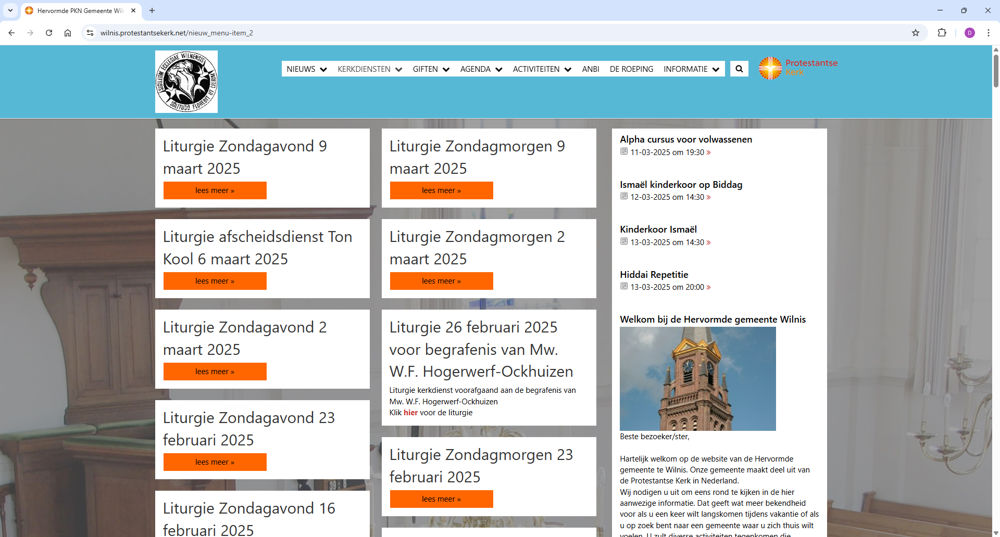 Hervormde PKN Gemeente Wiln
wilnis.protestantsekerk.net/nieuw_menu-item_2
D
SIGILLUM ECCLESIAE WILNENSIS
SOLITUDO FLOREBIT UT LILIUM
NIEUWS KERKDIENSTEN GIFTEN AGENDA ACTIVITEITEN ANBI DE ROEPING INFORMATIE
Protestantse
Kerk
Liturgie Zondagavond 9
maart 2025
lees meer »
Liturgie afscheidsdienst Ton
Kool 6 maart 2025
lees meer »
Liturgie Zondagavond 2
maart 2025
lees meer »
Liturgie Zondagavond 23
februari 2025
lees meer »
Liturgie Zondagavond 16
februari 2025
Liturgie Zondagmorgen 9
maart 2025
lees meer »
Liturgie Zondagmorgen 2
maart 2025
lees meer »
Liturgie 26 februari 2025
voor begrafenis van Mw.
W.F. Hogerwerf-Ockhuizen
Liturgie kerkdienst voorafgaand aan de begrafenis van
Mw. W.F. Hogerwerf-Ockhuizen
Klik hier voor de liturgie
Liturgie Zondagmorgen 23
februari 2025
lees meer »
Alpha cursus voor volwassenen
11-03-2025 om 19:30 »
Ismaël kinderkoor op Biddag
12-03-2025 om 14:30 »
Kinderkoor Ismaël
13-03-2025 om 14:30 »
Hiddai Repetitie
13-03-2025 om 20:00 »
Welkom bij de Hervormde gemeente Wilnis
Beste bezoeker/ster,
Hartelijk welkom op de website van de Hervormde
gemeente te Wilnis. Onze gemeente maakt deel uit van
de Protestantse Kerk in Nederland.
Wij nodigen u uit om eens rond te kijken in de hier
aanwezige informatie. Dat geeft wat meer bekendheid
voor als u een keer wilt langskomen tijdens vakantie of als
u op zoek bent naar een gemeente waar u zich thuis wilt
voelen. U zult diverse activiteiten tegenkomen die